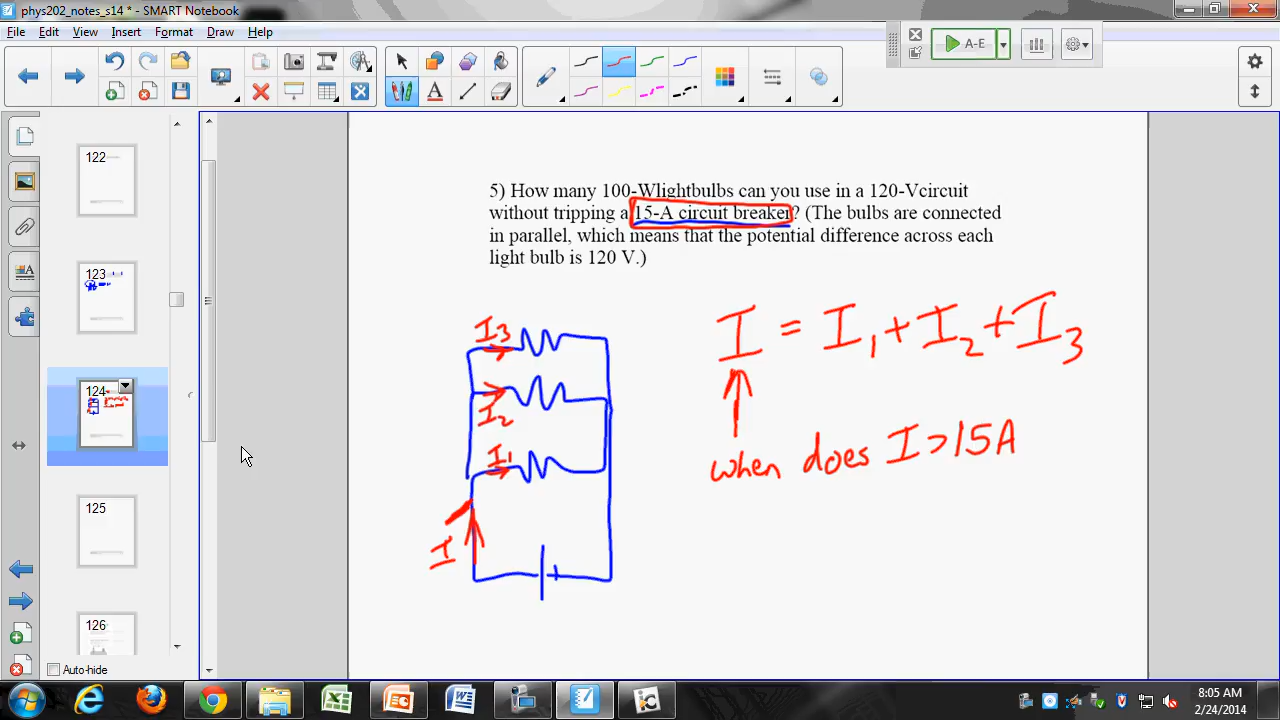 phys202_notes_s14 * - SMART Notebook
File Edit View Insert Format Draw Help
A-E
A
122
123
124
125
126
Auto-hide
5) How many 100-Wlightbulbs can you use in a 120-Vcircuit
without tripping a 15-A circuit breaker? (The bulbs are connected
in parallel, which means that the potential difference across each
light bulb is 120 V.)
I3
I2
I1
I
I = I1 + I2 + I3
when does I > 15A
8:05 AM
2/24/2014